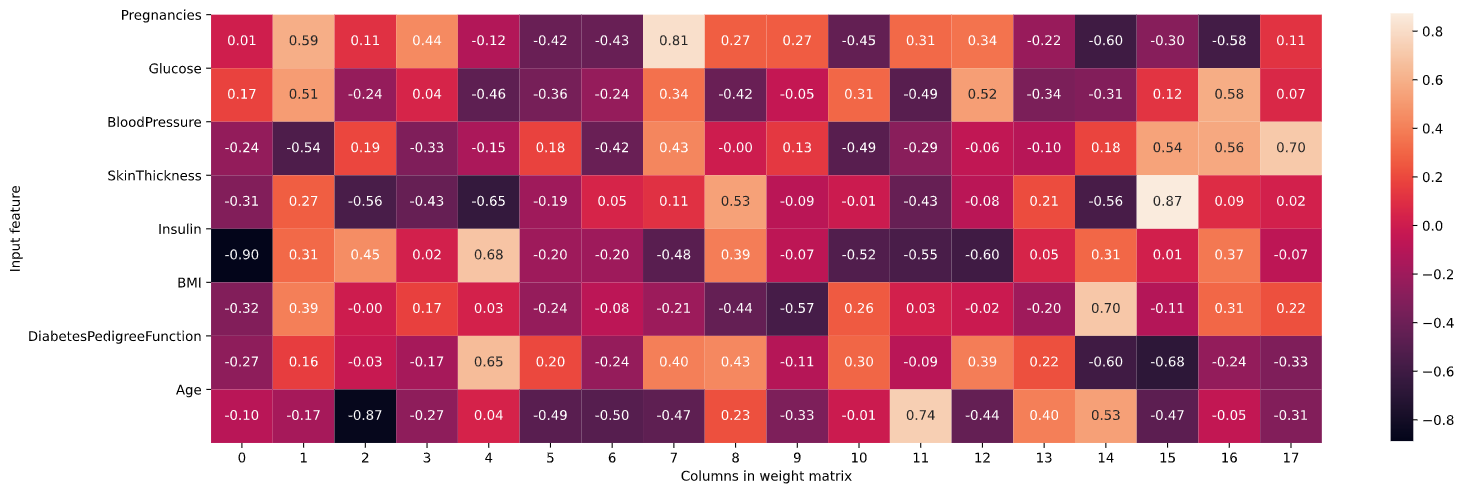 Pregnancies
0.01 0.59 0.11 0.44 -0.12 -0.42 -0.43 0.81 0.27 0.27 -0.45 0.31 0.34 -0.22 -0.60 -0.30 -0.58 0.11
Glucose
0.17 0.51 -0.24 0.04 -0.46 -0.36 -0.24 0.34 -0.42 -0.05 0.31 -0.49 0.52 -0.34 -0.31 0.12 0.58 0.07
BloodPressure
-0.24 -0.54 0.19 -0.33 -0.15 0.18 -0.42 0.43 -0.00 0.13 -0.49 -0.29 -0.06 -0.10 0.18 0.54 0.56 0.70
SkinThickness
-0.31 0.27 -0.56 -0.43 -0.65 -0.19 0.05 0.11 0.53 -0.09 -0.01 -0.43 -0.08 0.21 -0.56 0.87 0.09 0.02
Insulin
-0.90 0.31 0.45 0.02 0.68 -0.20 -0.20 -0.48 0.39 -0.07 -0.52 -0.55 -0.60 0.05 0.31 0.01 0.37 -0.07
BMI
-0.32 0.39 -0.00 0.17 0.03 -0.24 -0.08 -0.21 -0.44 -0.57 0.26 0.03 -0.02 -0.20 0.70 -0.11 0.31 0.22
DiabetesPedigreeFunction
-0.27 0.16 -0.03 -0.17 0.65 0.20 -0.24 0.40 0.43 -0.11 0.30 -0.09 0.39 0.22 -0.60 -0.68 -0.24 -0.33
Age
-0.10 -0.17 -0.87 -0.27 0.04 -0.49 -0.50 -0.47 0.23 -0.33 -0.01 0.74 -0.44 0.40 0.53 -0.47 -0.05 -0.31
0 1 2 3 4 5 6 7 8 9 10 11 12 13 14 15 16 17
Columns in weight matrix
Input feature
0.8
0.6
0.4
0.2
0.0
−0.2
−0.4
−0.6
−0.8